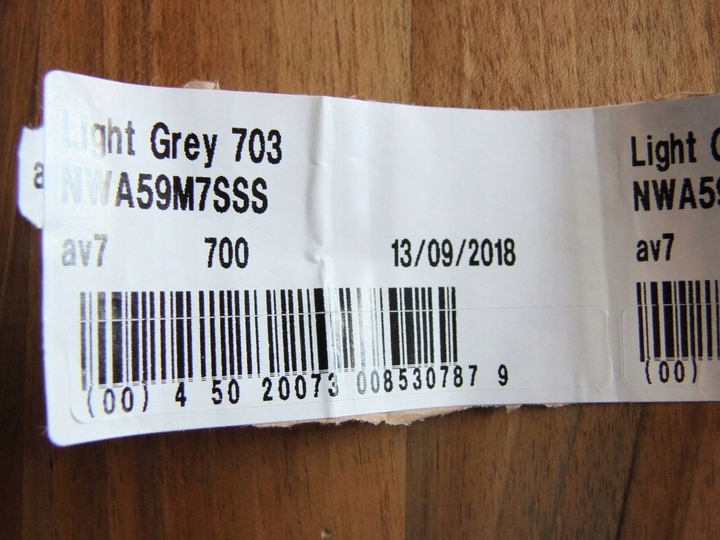 Light Grey 703
NWA59M7SSS
av7 700 13/09/2018
(00) 4 50 20073 008530787 9
Light
NWA59
av7
(00)